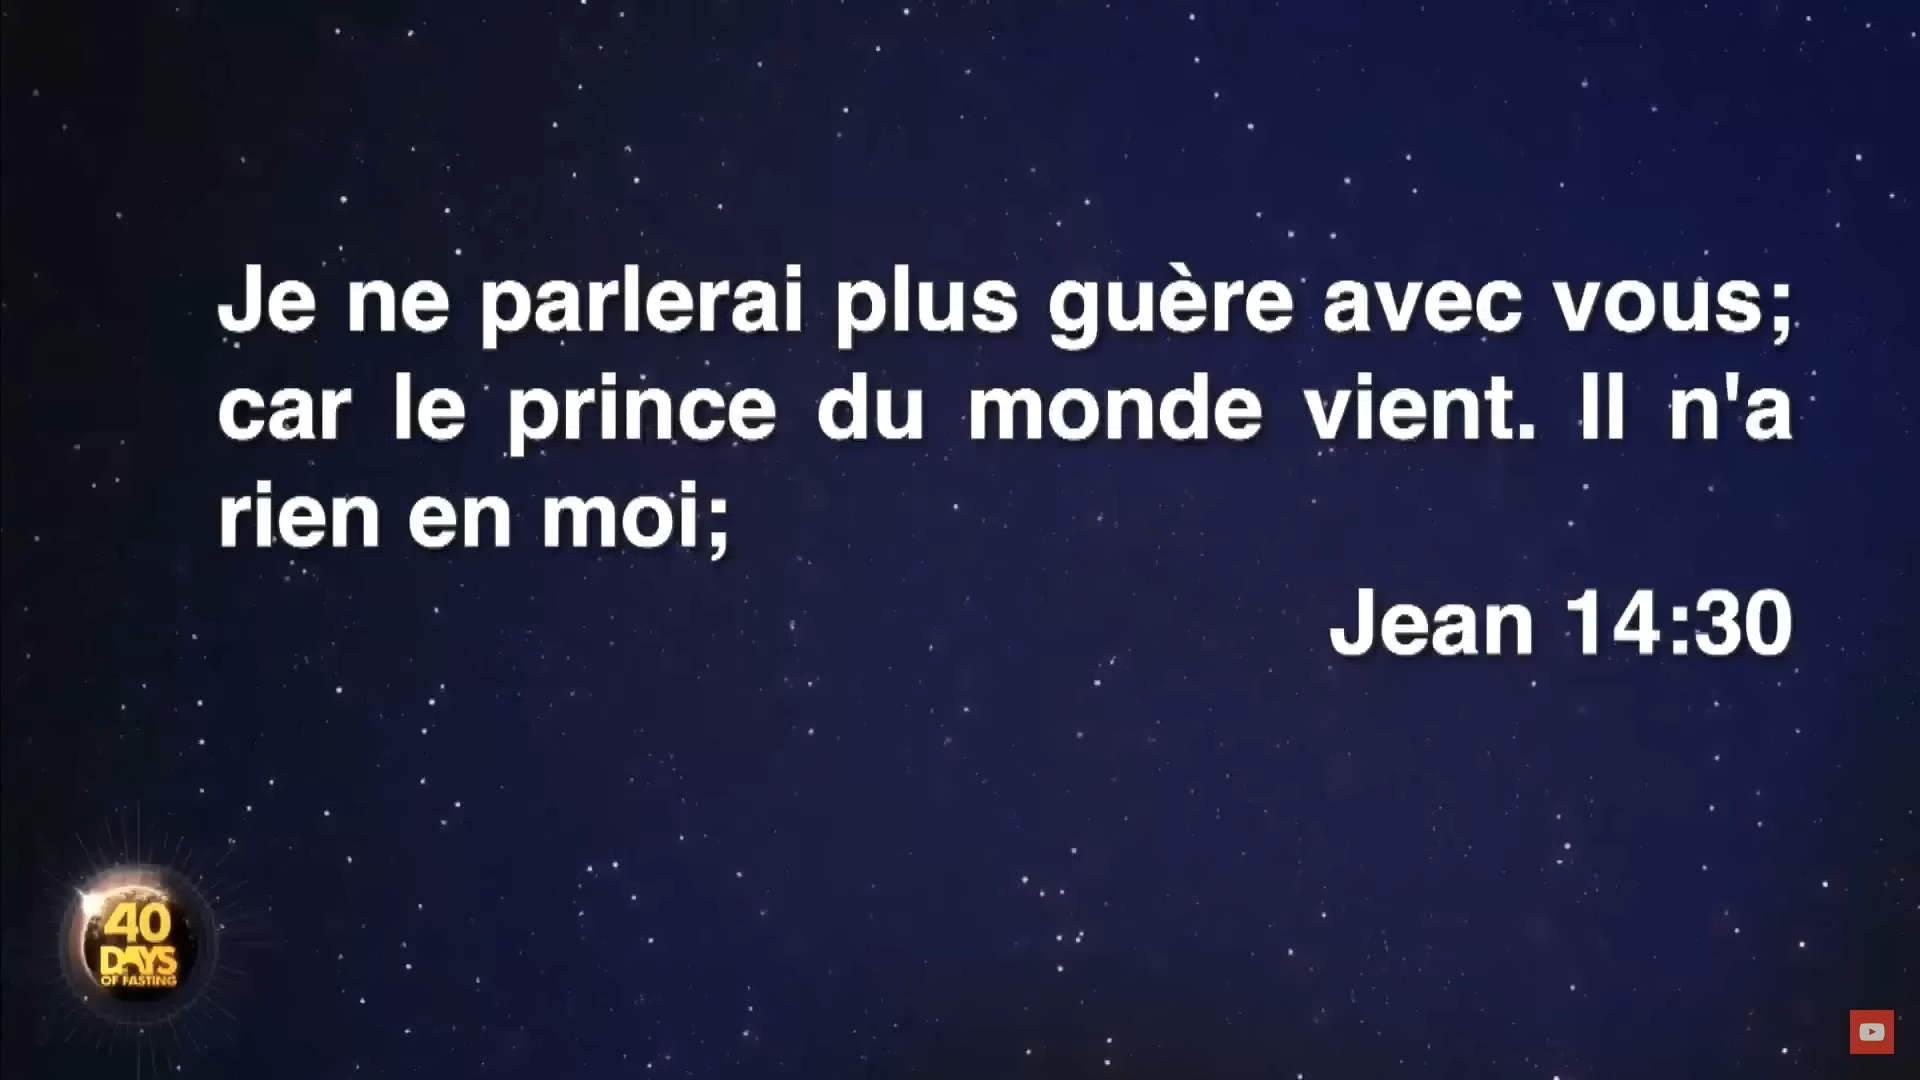 Je ne parlerai plus guère avec vous;
car le prince du monde vient. Il n'a
rien en moi;
Jean 14:30
40
DAYS
OF FASTING